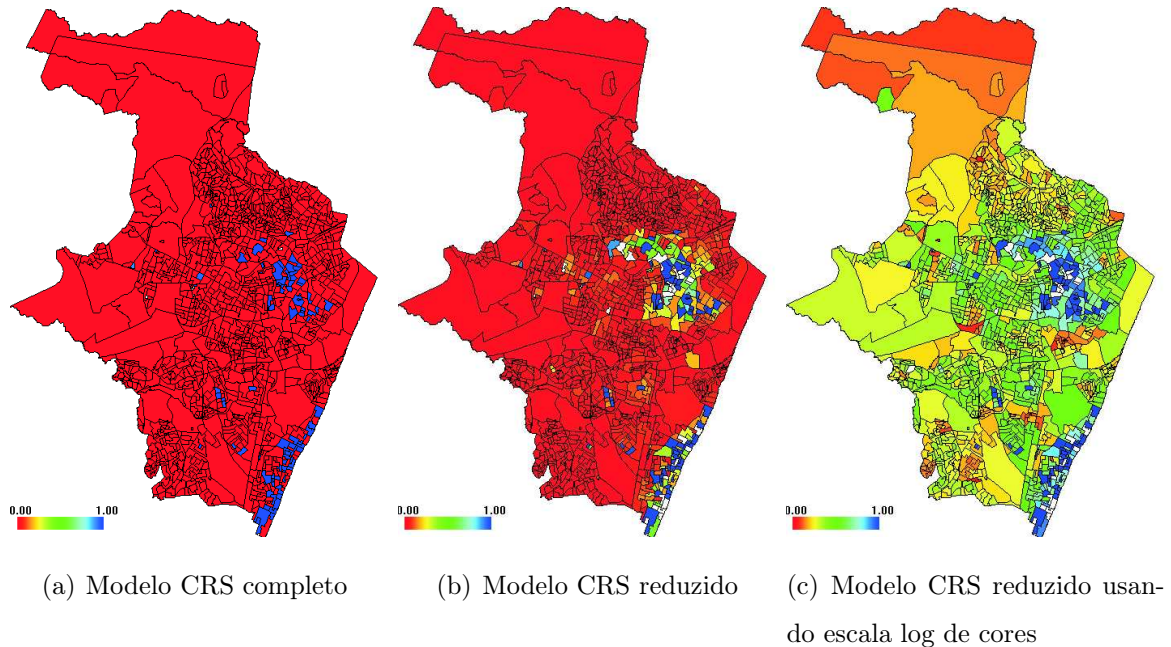 0.00 1.00
0.00 1.00
0.00 1.00
(a) Modelo CRS completo
(b) Modelo CRS reduzido
(c) Modelo CRS reduzido usan-
do escala log de cores